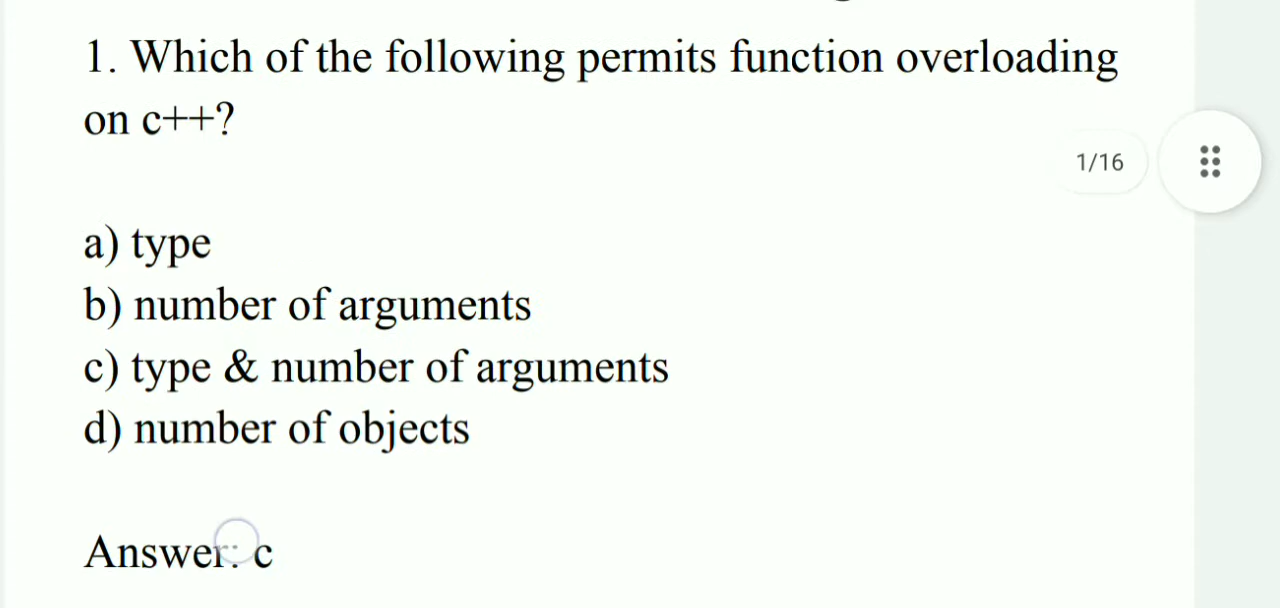 1. Which of the following permits function overloading
on c++?
1/16
a) type
b) number of arguments
c) type & number of arguments
d) number of objects
Answer: c